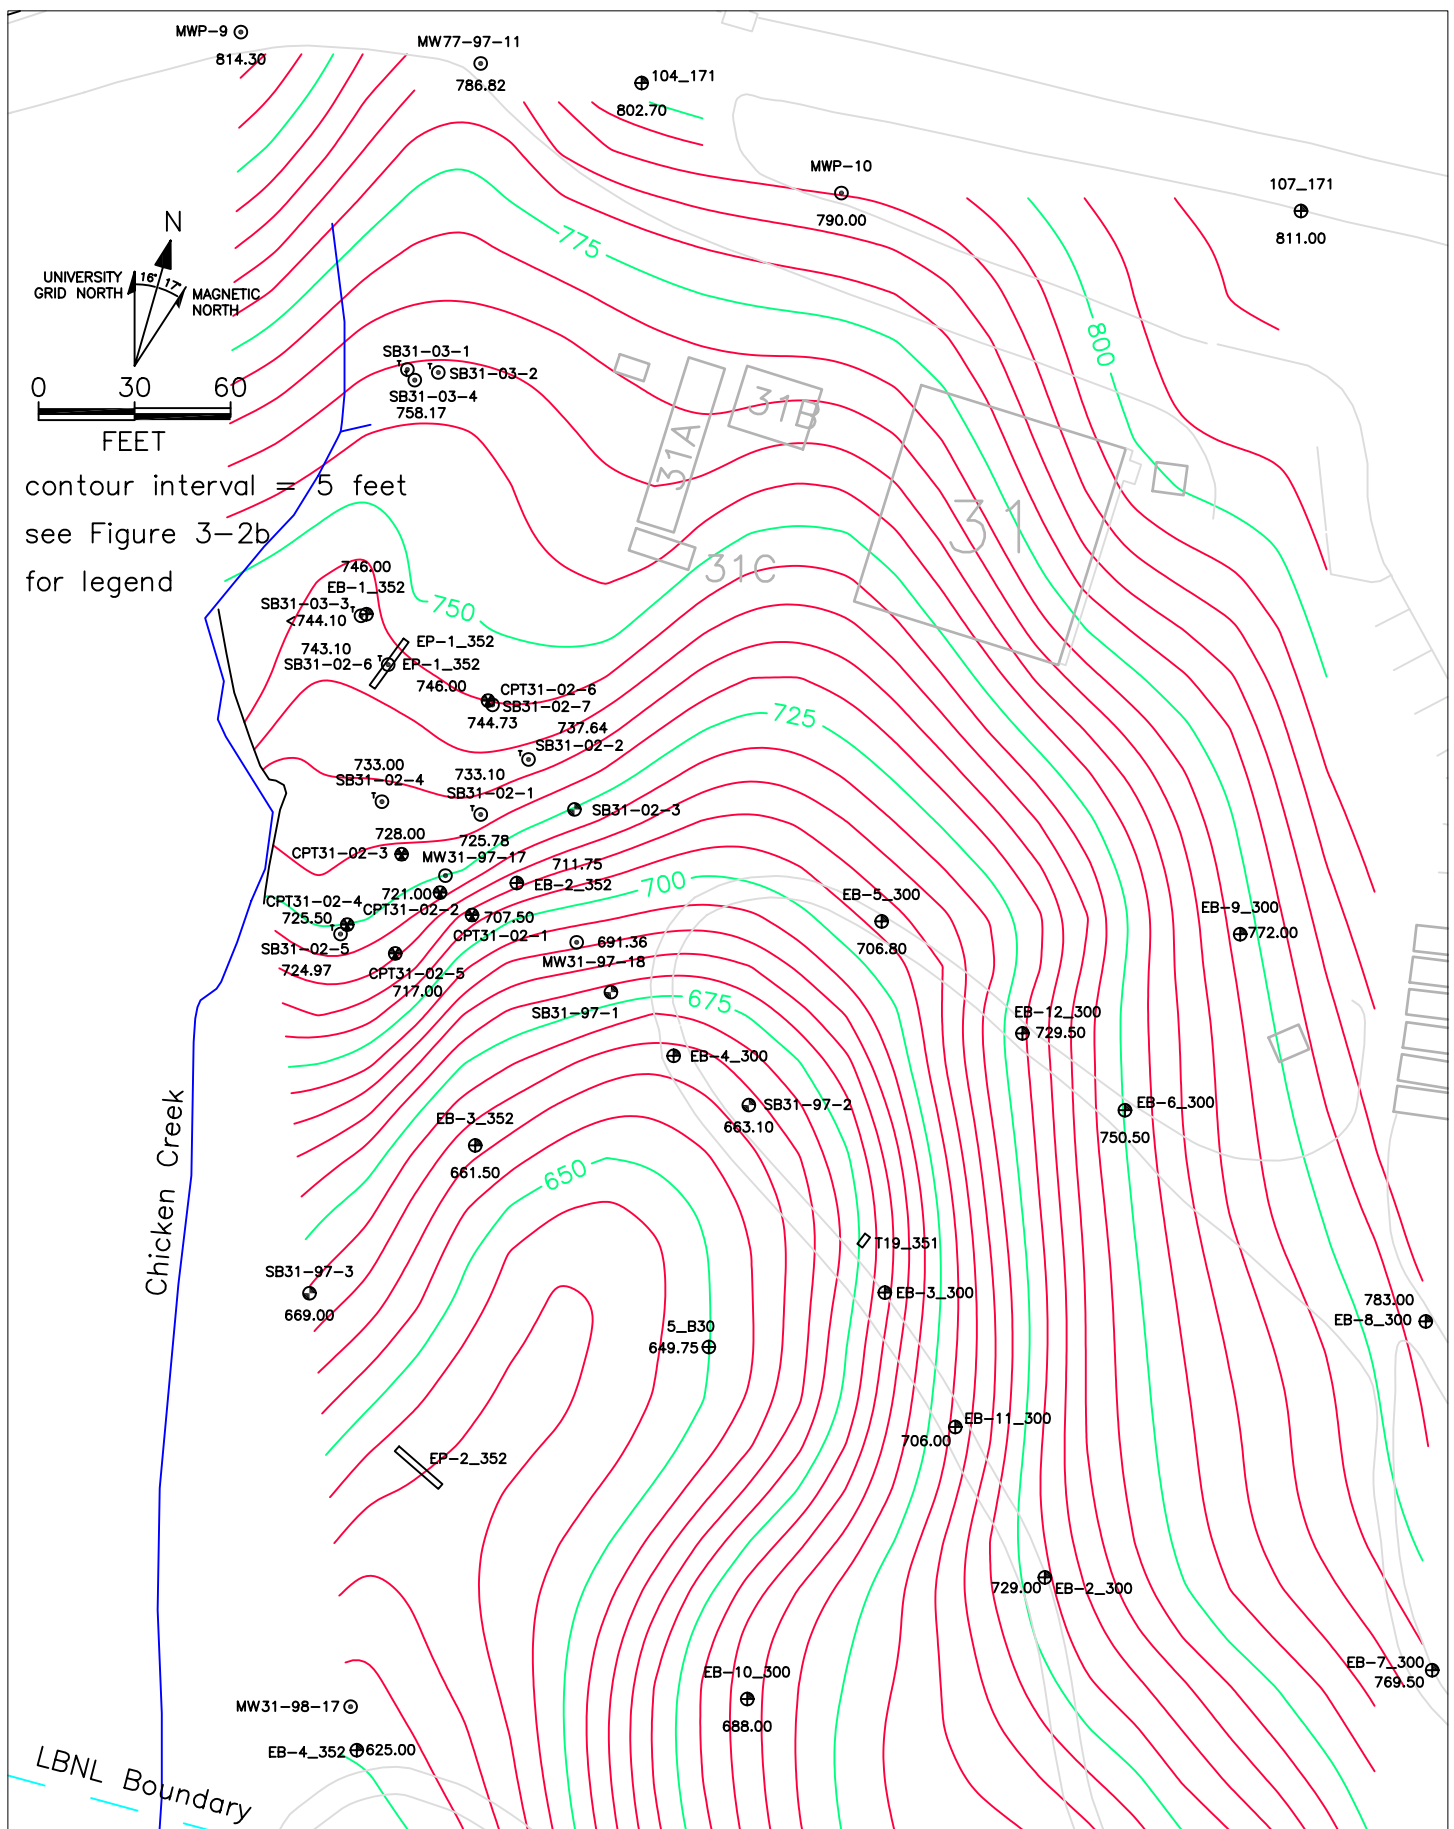 MWP-9
814.30
MW77-97-11
786.82
104_171
802.70
MWP-10
790.00
107_171
811.00
775
800
N
UNIVERSITY
GRID NORTH
16°
17°
MAGNETIC
NORTH
0 30 60
FEET
contour interval = 5 feet
see Figure 3-2b
for legend
SB31-03-1
T
T
SB31-03-2
SB31-03-4
758.17
31B
31A
31
31C
746.00
EB-1_352
SB31-03-3
T
<744.10
750
743.10
EP-1_352
SB31-02-6
T
EP-1_352
746.00
CPT31-02-6
SB31-02-7
744.73
737.64
725
SB31-02-2
T
733.00
SB31-02-4
T
733.10
SB31-02-1
T
SB31-02-3
728.00
725.78
CPT31-02-3
MW31-97-17
711.75
EB-2_352
700
EB-5_300
706.80
EB-9_300
772.00
CPT31-02-4
721.00
725.50
CPT31-02-2
707.50
T
SB31-02-5
CPT31-02-1
691.36
724.97
CPT31-02-5
MW31-97-18
717.00
675
SB31-97-1
EB-12_300
729.50
EB-4_300
SB31-97-2
663.10
EB-6_300
750.50
EB-3_352
661.50
650
Chicken Creek
T19_351
SB31-97-3
669.00
EB-3_300
783.00
EB-8_300
5_B30
649.75
EB-11_300
706.00
EP-2_352
729.00
EB-2_300
EB-10_300
688.00
EB-7_300
769.50
MW31-98-17
EB-4_352
625.00
LBNL Boundary